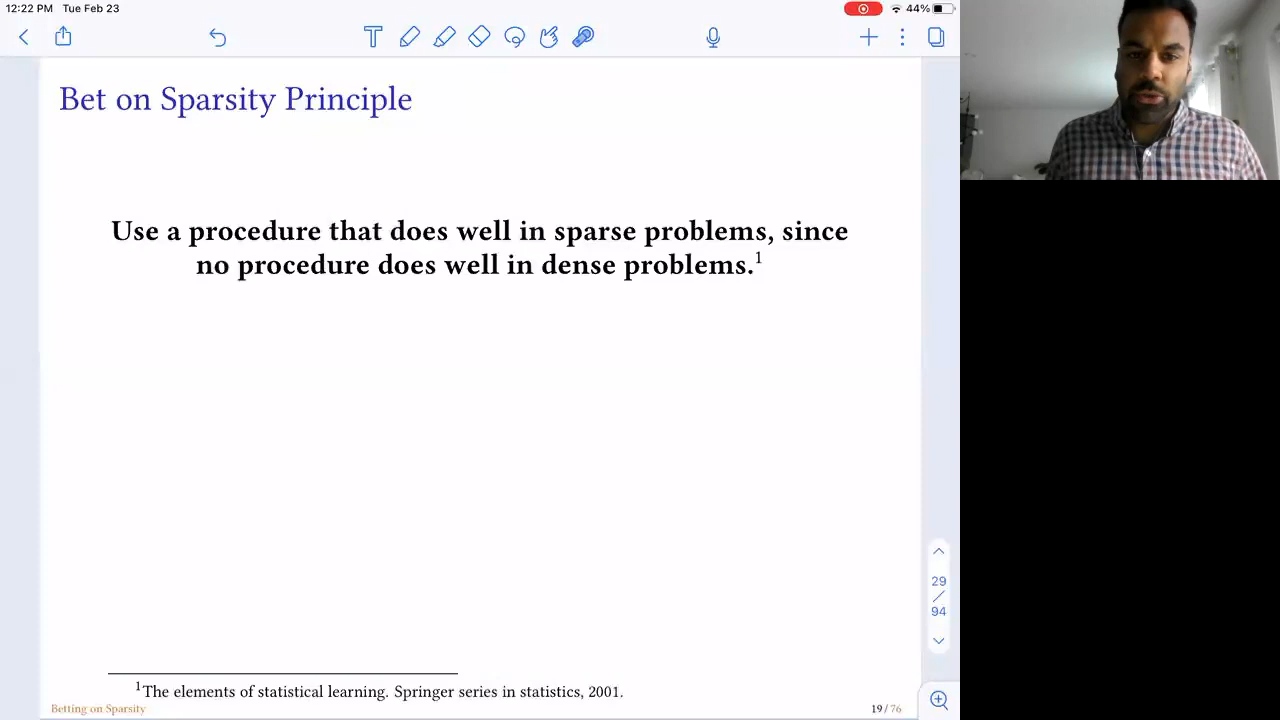 12:22 PM Tue Feb 23
44%
Bet on Sparsity Principle
Use a procedure that does well in sparse problems, since
no procedure does well in dense problems.1
29
94
1The elements of statistical learning. Springer series in statistics, 2001.
Betting on Sparsity
19 / 76